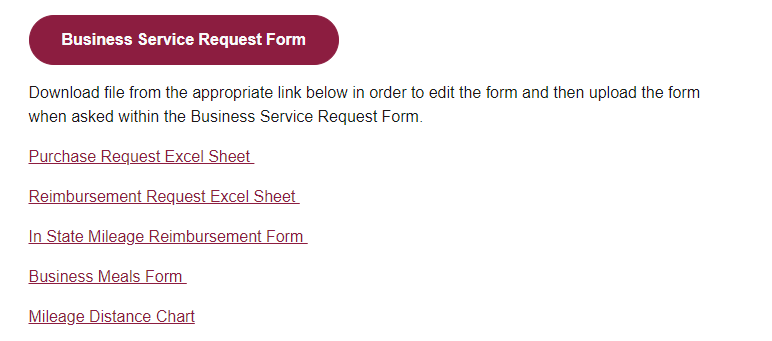 Business Service Request Form
Download file from the appropriate link below in order to edit the form and then upload the form
when asked within the Business Service Request Form.
Purchase Request Excel Sheet
Reimbursement Request Excel Sheet
In State Mileage Reimbursement Form
Business Meals Form
Mileage Distance Chart